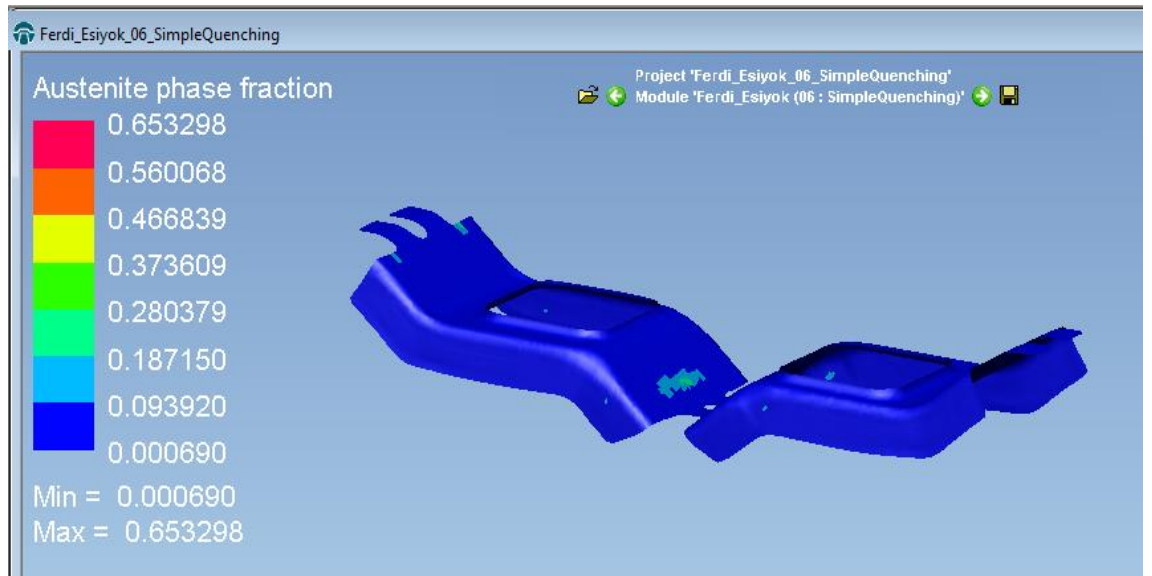 Ferdi_Esiyok_06_SimpleQuenching
Austenite phase fraction
0.653298
0.560068
0.466839
0.373609
0.280379
0.187150
0.093920
0.000690
Min = 0.000690
Max = 0.653298
Project 'Ferdi_Esiyok_06_SimpleQuenching'
Module 'Ferdi_Esiyok (06 : SimpleQuenching)'